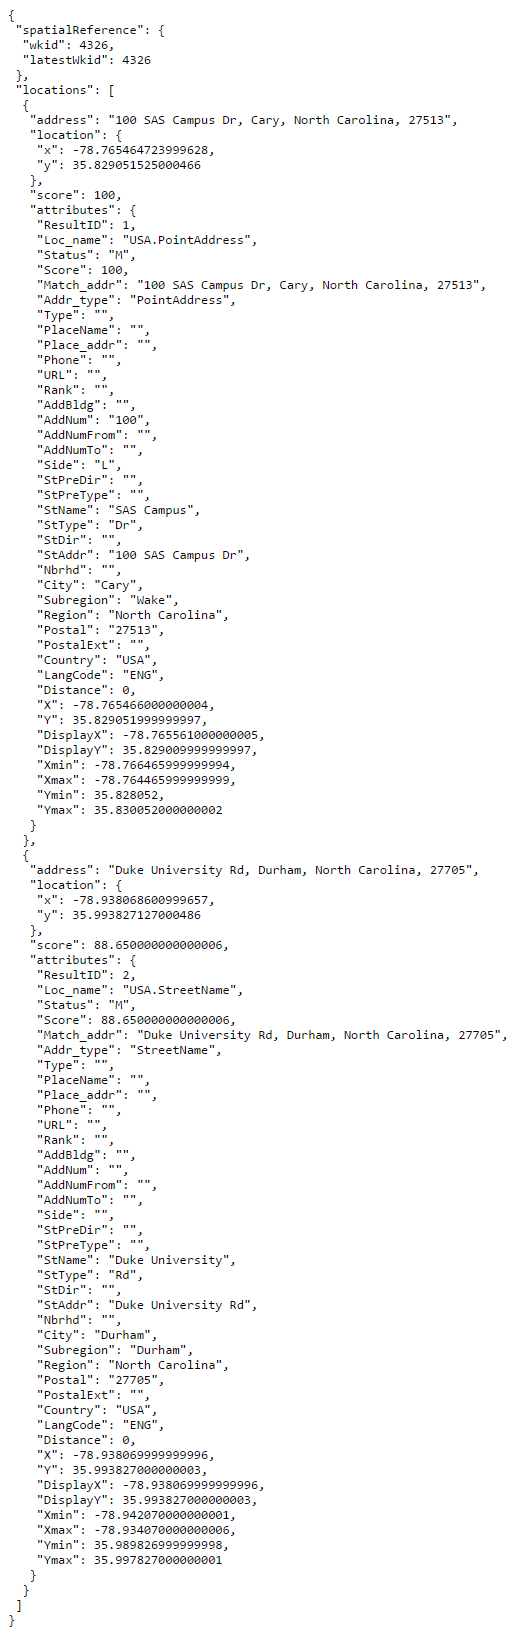 {
 "spatialReference": {
  "wkid": 4326,
  "latestWkid": 4326
 },
 "locations": [
  {
   "address": "100 SAS Campus Dr, Cary, North Carolina, 27513",
   "location": {
    "x": -78.765464723999628,
    "y": 35.829051525000466
   },
   "score": 100,
   "attributes": {
    "ResultID": 1,
    "Loc_name": "USA.PointAddress",
    "Status": "M",
    "Score": 100,
    "Match_addr": "100 SAS Campus Dr, Cary, North Carolina, 27513",
    "Addr_type": "PointAddress",
    "Type": "",
    "PlaceName": "",
    "Place_addr": "",
    "Phone": "",
    "URL": "",
    "Rank": "",
    "AddBldg": "",
    "AddNum": "100",
    "AddNumFrom": "",
    "AddNumTo": "",
    "Side": "L",
    "StPreDir": "",
    "StPreType": "",
    "StName": "SAS Campus",
    "StType": "Dr",
    "StDir": "",
    "StAddr": "100 SAS Campus Dr",
    "Nbrhd": "",
    "City": "Cary",
    "Subregion": "Wake",
    "Region": "North Carolina",
    "Postal": "27513",
    "PostalExt": "",
    "Country": "USA",
    "LangCode": "ENG",
    "Distance": 0,
    "X": -78.765466000000004,
    "Y": 35.829051999999997,
    "DisplayX": -78.765561000000005,
    "DisplayY": 35.829009999999997,
    "Xmin": -78.766465999999994,
    "Xmax": -78.764465999999999,
    "Ymin": 35.828052,
    "Ymax": 35.830052000000002
   }
  },
  {
   "address": "Duke University Rd, Durham, North Carolina, 27705",
   "location": {
    "x": -78.938068600999657,
    "y": 35.993827127000486
   },
   "score": 88.650000000000006,
   "attributes": {
    "ResultID": 2,
    "Loc_name": "USA.StreetName",
    "Status": "M",
    "Score": 88.650000000000006,
    "Match_addr": "Duke University Rd, Durham, North Carolina, 27705",
    "Addr_type": "StreetName",
    "Type": "",
    "PlaceName": "",
    "Place_addr": "",
    "Phone": "",
    "URL": "",
    "Rank": "",
    "AddBldg": "",
    "AddNum": "",
    "AddNumFrom": "",
    "AddNumTo": "",
    "Side": "",
    "StPreDir": "",
    "StPreType": "",
    "StName": "Duke University",
    "StType": "Rd",
    "StDir": "",
    "StAddr": "Duke University Rd",
    "Nbrhd": "",
    "City": "Durham",
    "Subregion": "Durham",
    "Region": "North Carolina",
    "Postal": "27705",
    "PostalExt": "",
    "Country": "USA",
    "LangCode": "ENG",
    "Distance": 0,
    "X": -78.938069999999996,
    "Y": 35.993827000000003,
    "DisplayX": -78.938069999999996,
    "DisplayY": 35.993827000000003,
    "Xmin": -78.942070000000001,
    "Xmax": -78.934070000000006,
    "Ymin": 35.989826999999998,
    "Ymax": 35.997827000000001
   }
  }
 ]
}